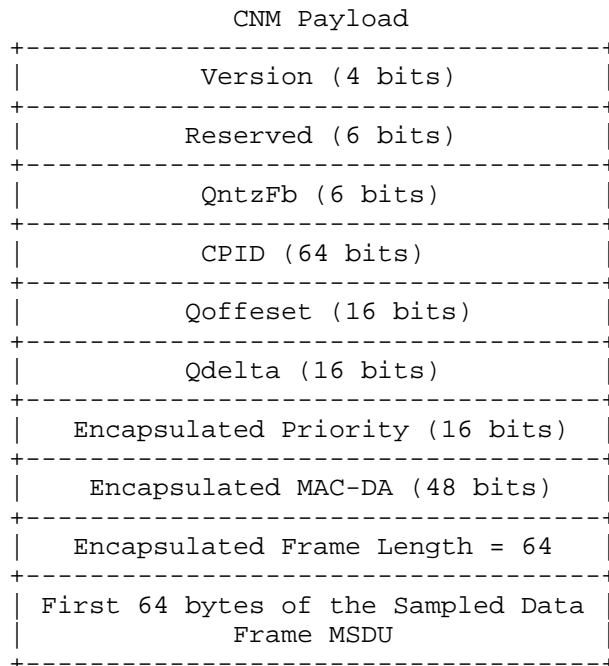 CNM Payload
Version (4 bits)
Reserved (6 bits)
QntzFb (6 bits)
CPID (64 bits)
Qoffeset (16 bits)
Qdelta (16 bits)
Encapsulated Priority (16 bits)
Encapsulated MAC-DA (48 bits)
Encapsulated Frame Length = 64
First 64 bytes of the Sampled Data
Frame MSDU